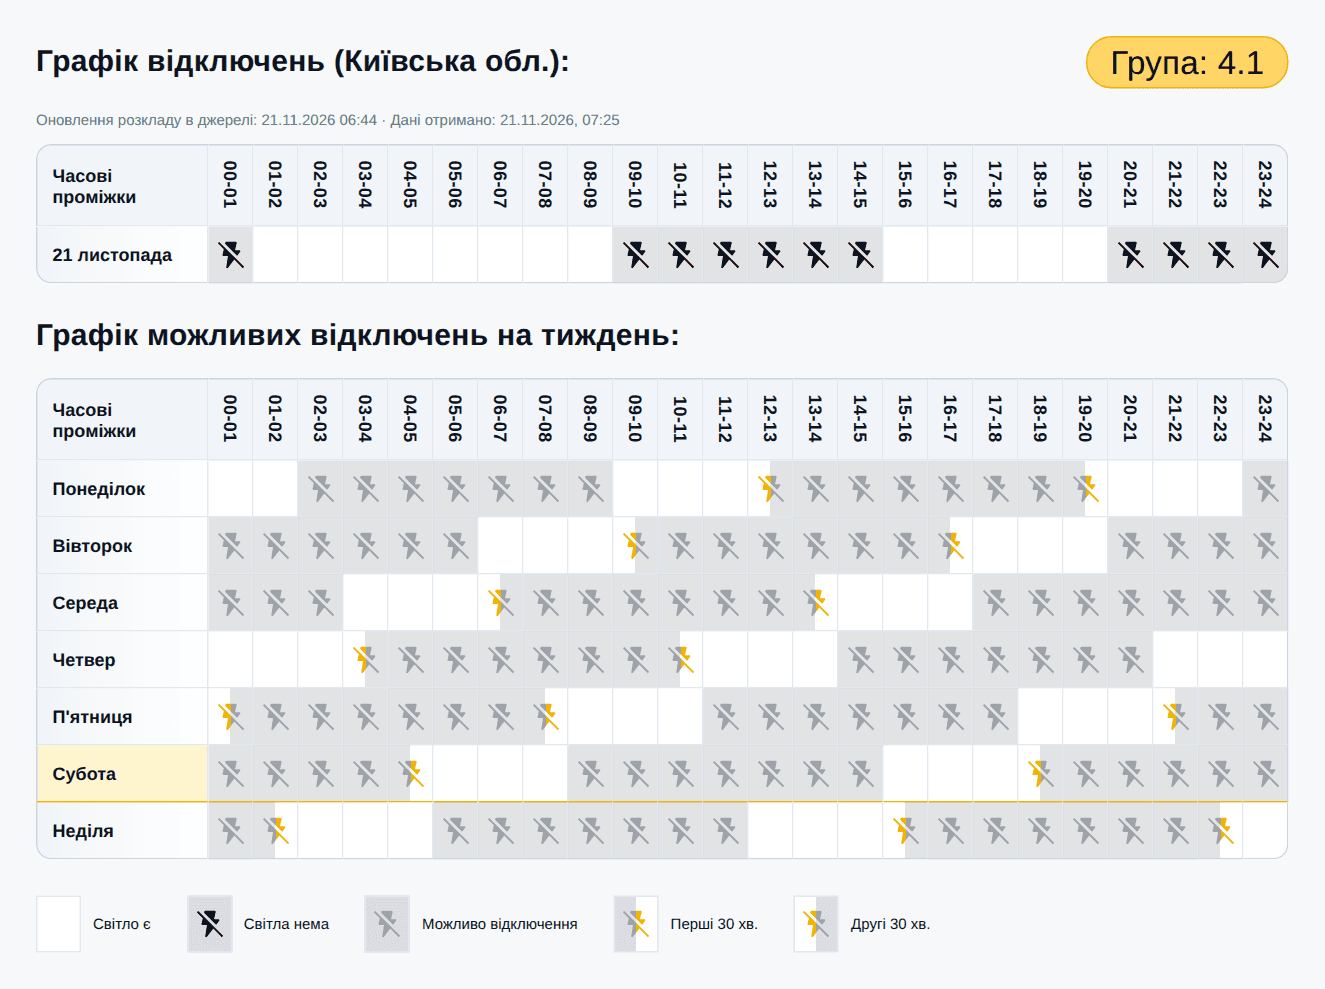 Графік відключень (Київська обл.):
Група: 4.1
Оновлення розкладу в джерелі: 21.11.2026 06:44 · Дані отримано: 21.11.2026, 07:25
Часові проміжки 00-01 01-02 02-03 03-04 04-05 05-06 06-07 07-08 08-09 09-10 10-11 11-12 12-13 13-14 14-15 15-16 16-17 17-18 18-19 19-20 20-21 21-22 22-23 23-24
21 листопада
Графік можливих відключень на тиждень:
Часові проміжки 00-01 01-02 02-03 03-04 04-05 05-06 06-07 07-08 08-09 09-10 10-11 11-12 12-13 13-14 14-15 15-16 16-17 17-18 18-19 19-20 20-21 21-22 22-23 23-24
Понеділок
Вівторок
Середа
Четвер
П'ятниця
Субота
Неділя
Світло є Світла нема Можливо відключення Перші 30 хв. Другі 30 хв.